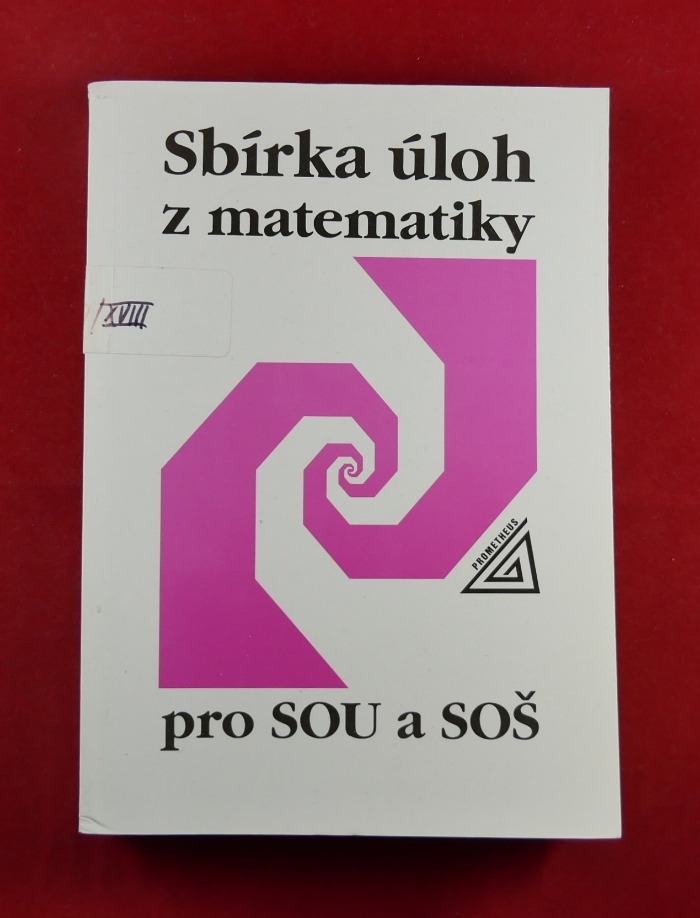 Sbírka úloh
z matematiky
/XVIII
PROMETHEUS
pro SOU a SOŠ